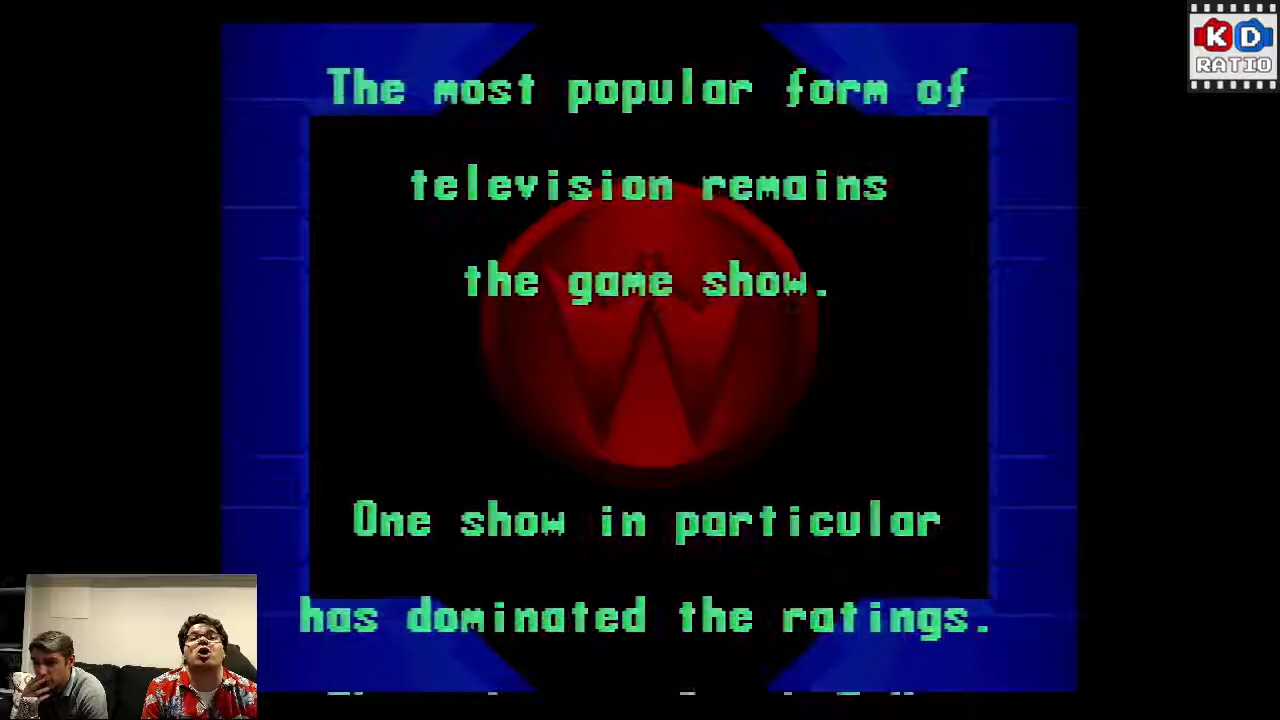 The most popular form of
television remains
the game show.
One show in particular
has dominated the ratings.
W
K D
RATIO